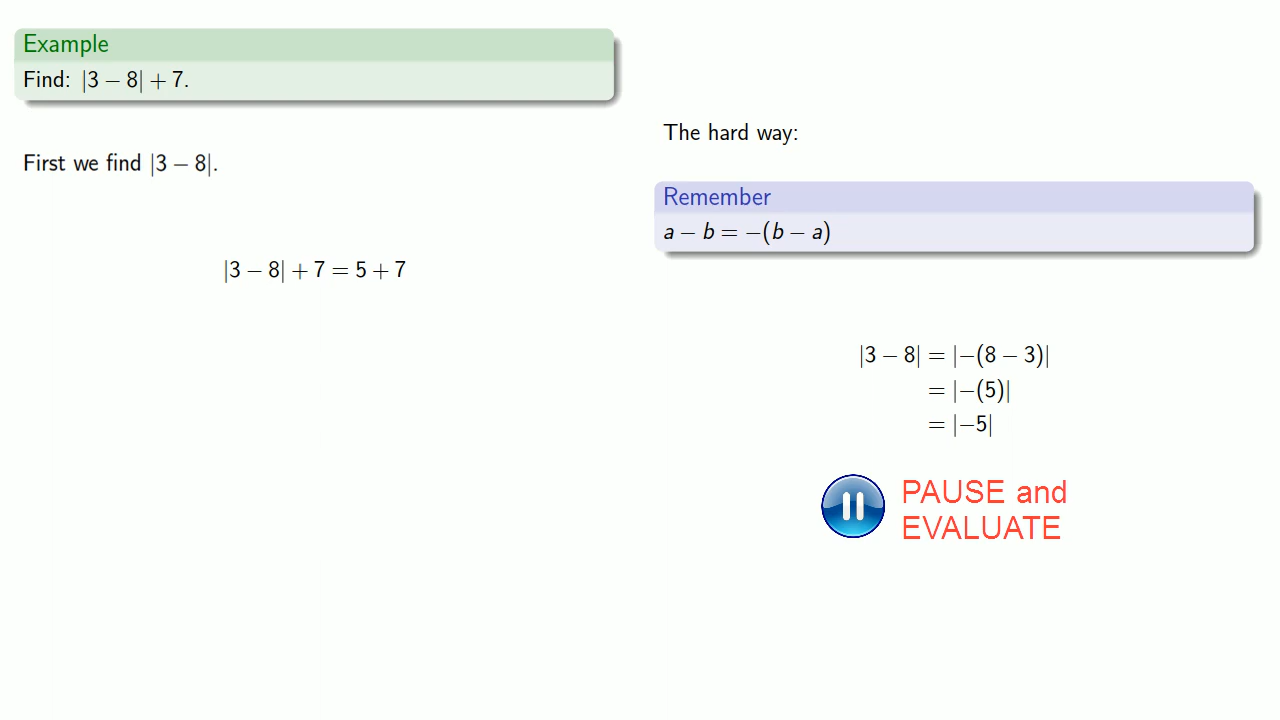 Example
Find: |3 − 8| + 7.
First we find |3 − 8|.
|3 − 8| + 7 = 5 + 7
The hard way:
Remember
a − b = −(b − a)
|3 − 8| = |−(8 − 3)|
= |−(5)|
= |−5|
PAUSE and
EVALUATE